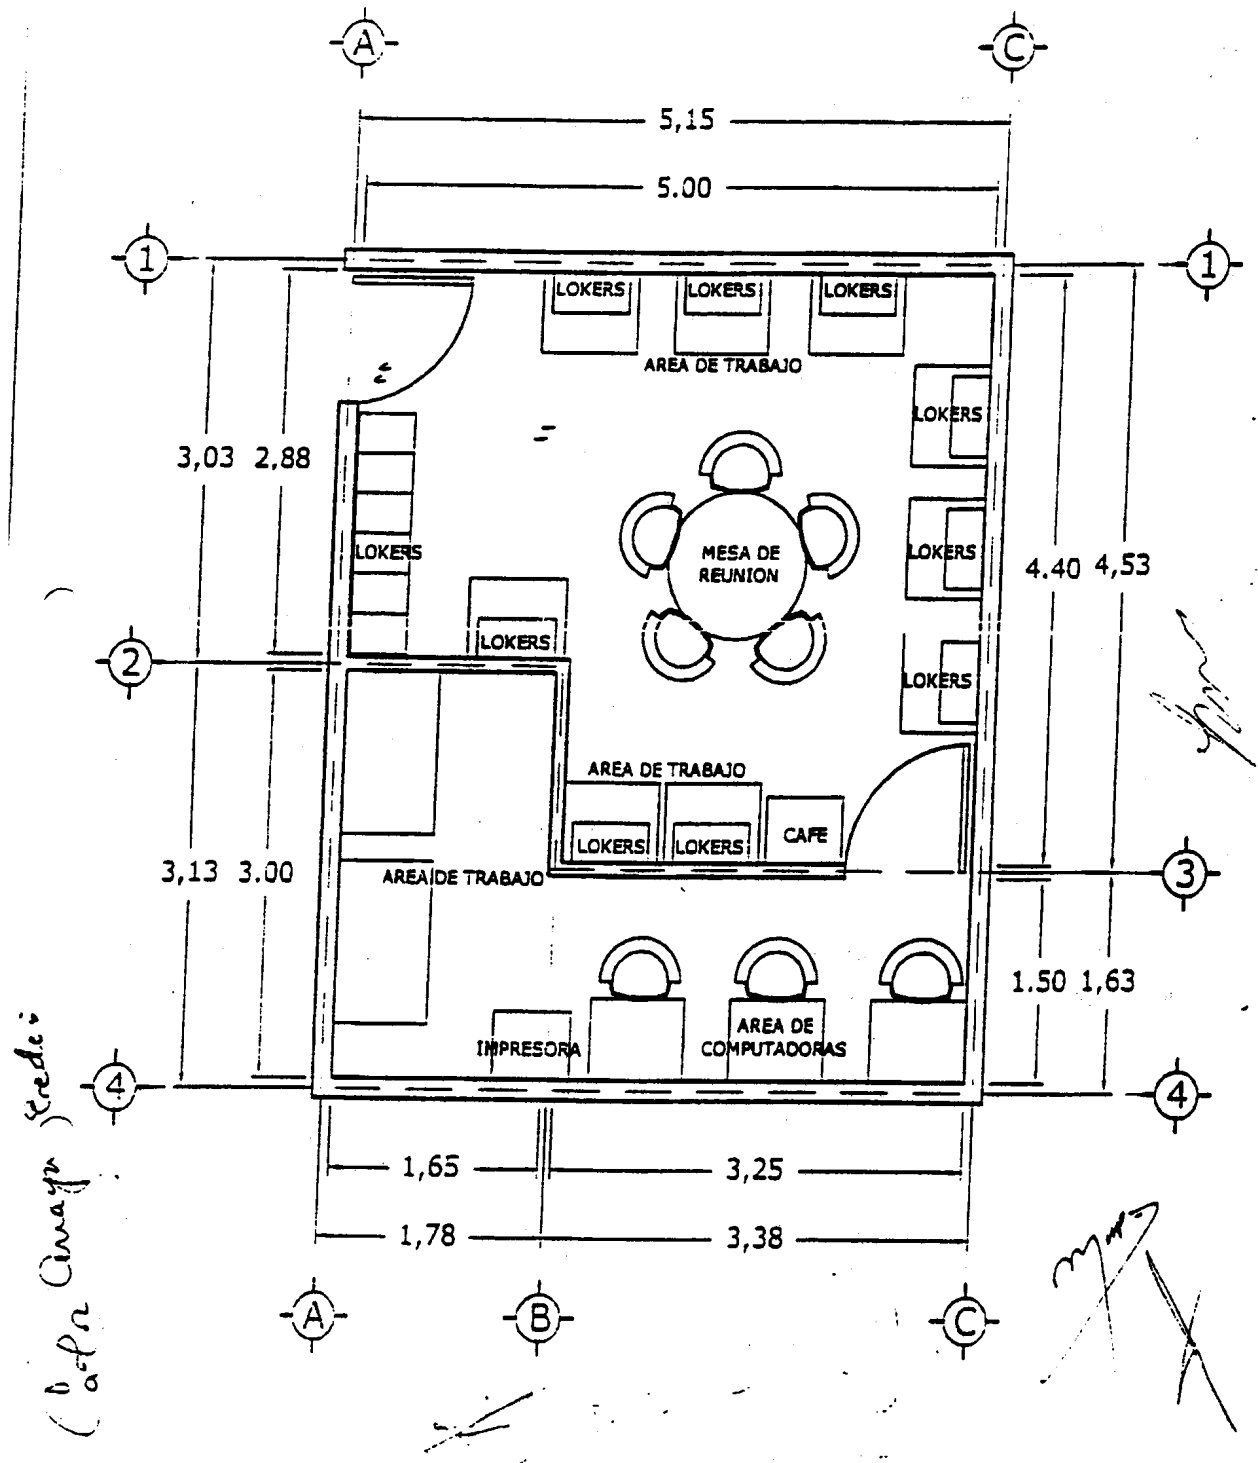 A C
5,15
5.00
1 1
LOKERS LOKERS LOKERS
AREA DE TRABAJO
LOKERS
3,03 2,88
LOKERS
MESA DE
REUNION
LOKERS
4.40 4,53
LOKERS
2
LOKERS
AREA DE TRABAJO
LOKERS LOKERS CAFE
3,13 3.00
AREA DE TRABAJO
3
1.50 1,63
IMPRESORA
AREA DE
COMPUTADORAS
4 4
1,65 3,25
1,78 3,38
A B C